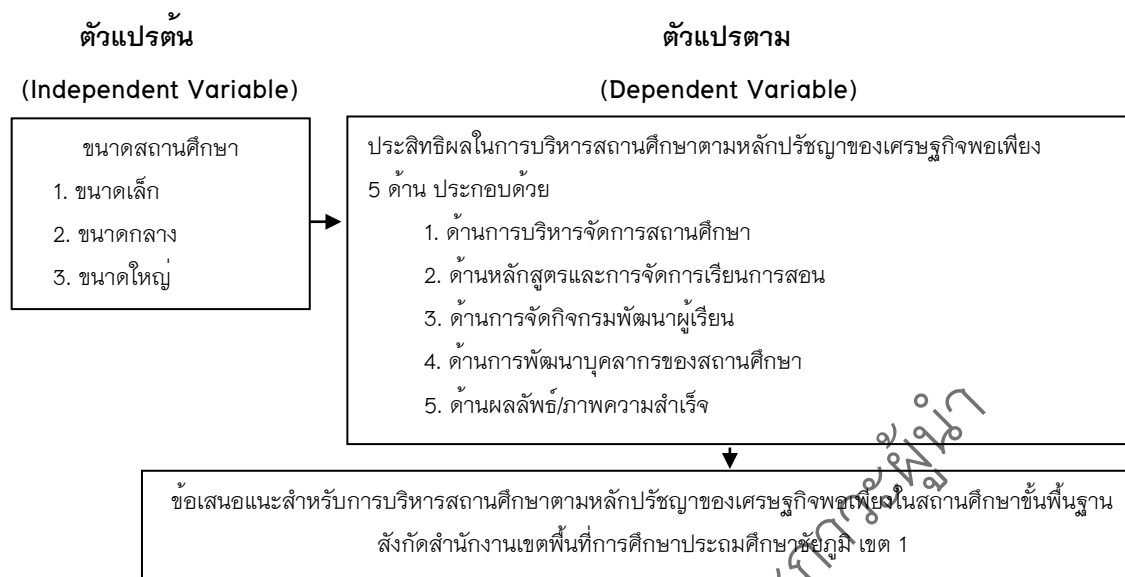 ตัวแปรต้น
(Independent Variable)
ขนาดสถานศึกษา
1. ขนาดเล็ก
2. ขนาดกลาง
3. ขนาดใหญ่
ตัวแปรตาม
(Dependent Variable)
ประสิทธิผลในการบริหารสถานศึกษาตามหลักปรัชญาของเศรษฐกิจพอเพียง
5 ด้าน ประกอบด้วย
1. ด้านการบริหารจัดการสถานศึกษา
2. ด้านหลักสูตรและการจัดการเรียนการสอน
3. ด้านการจัดกิจกรมพัฒนาผู้เรียน
4. ด้านการพัฒนาบุคลากรของสถานศึกษา
5. ด้านผลลัพธ์/ภาพความสำเร็จ
ข้อเสนอแนะสำหรับการบริหารสถานศึกษาตามหลักปรัชญาของเศรษฐกิจพอเพียงในสถานศึกษาขั้นพื้นฐาน
สังกัดสำนักงานเขตพื้นที่การศึกษาประถมศึกษาชัยภูมิ เขต 1